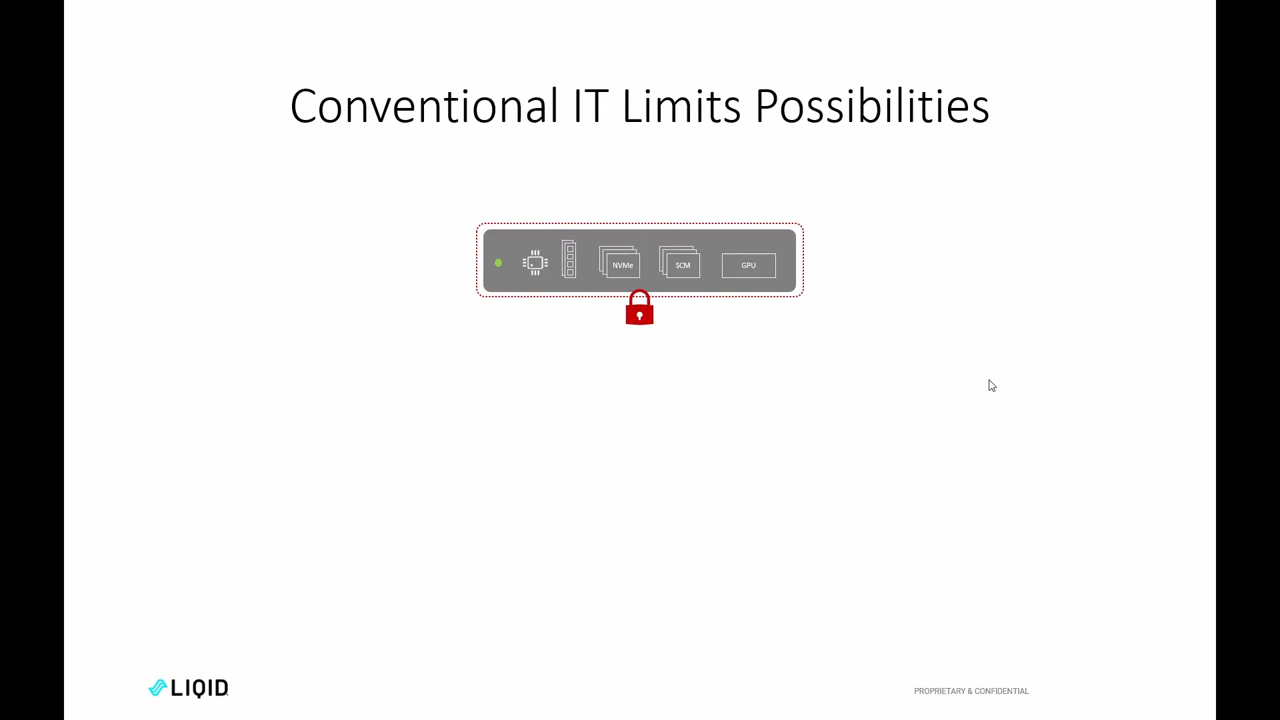 Conventional IT Limits Possibilities
NVMe
SCM
GPU
LIQID
PROPRIETARY & CONFIDENTIAL